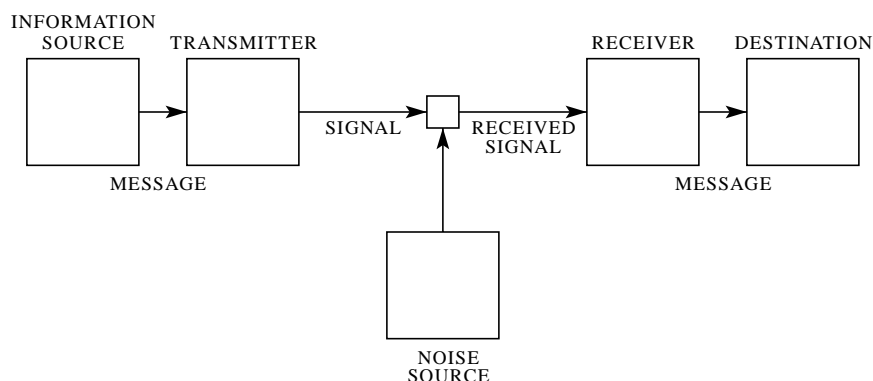 INFORMATION
SOURCE
TRANSMITTER
RECEIVER
DESTINATION
SIGNAL
RECEIVED
SIGNAL
MESSAGE
MESSAGE
NOISE
SOURCE